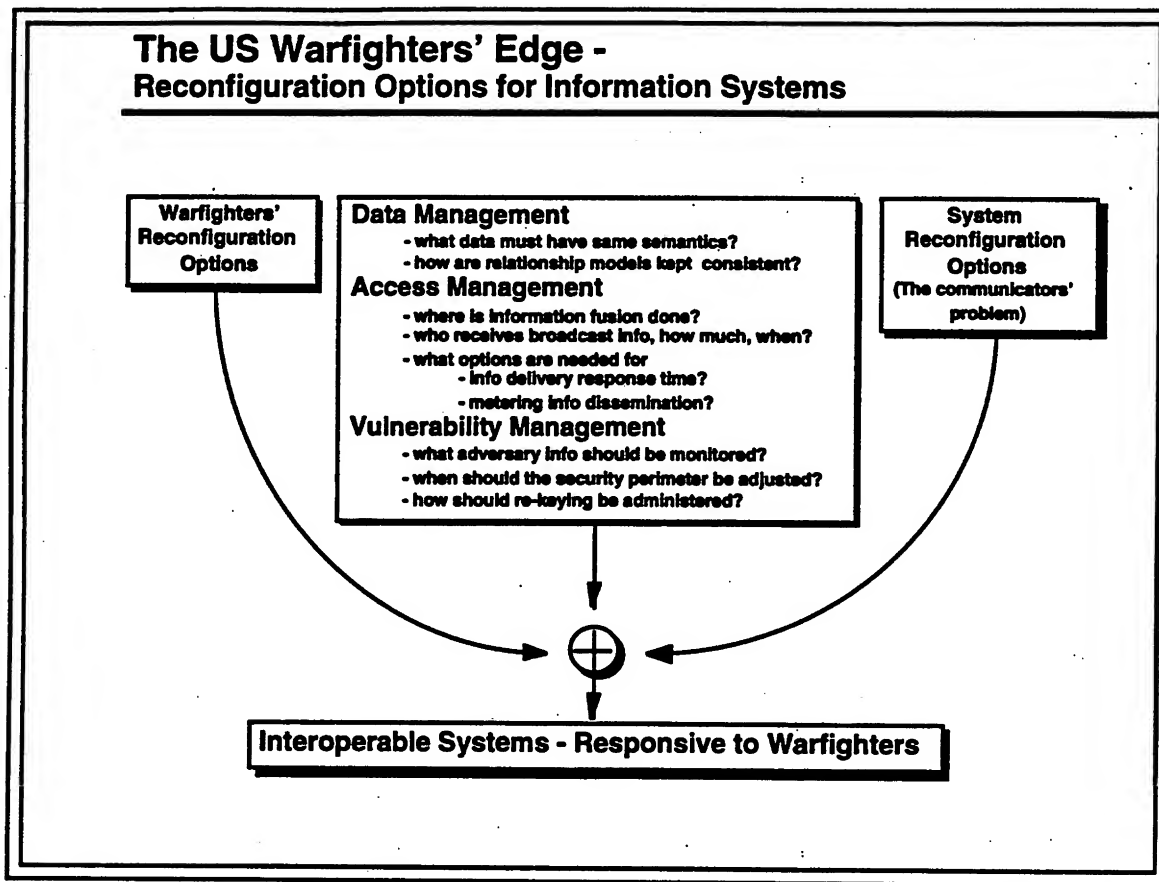 The US Warfighters' Edge -
Reconfiguration Options for Information Systems
Warfighters'
Reconfiguration
Options
Data Management
- what data must have same semantics?
- how are relationship models kept consistent?
Access Management
- where is information fusion done?
- who receives broadcast info, how much, when?
- what options are needed for
- info delivery response time?
- metering info dissemination?
Vulnerability Management
- what adversary info should be monitored?
- when should the security perimeter be adjusted?
- how should re-keying be administered?
System
Reconfiguration
Options
(The communicators'
problem)
Interoperable Systems - Responsive to Warfighters